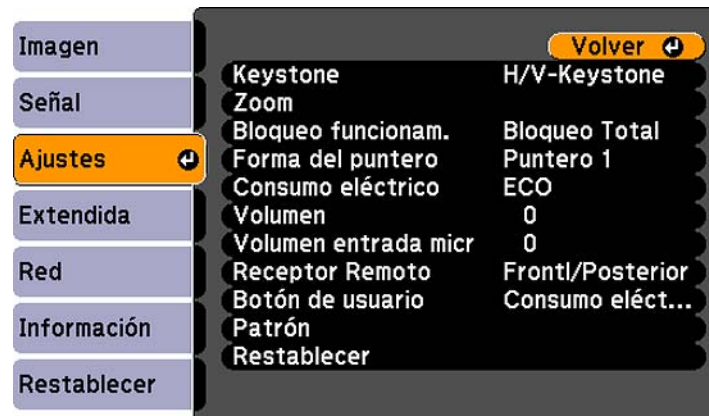 Imagen
Señal
Ajustes
Extendida
Red
Información
Restablecer
Volver
Keystone H/V-Keystone
Zoom
Bloqueo funcionam. Bloqueo Total
Forma del puntero Puntero 1
Consumo eléctrico ECO
Volumen 0
Volumen entrada micr 0
Receptor Remoto Frontl/Posterior
Botón de usuario Consumo eléct...
Patrón
Restablecer